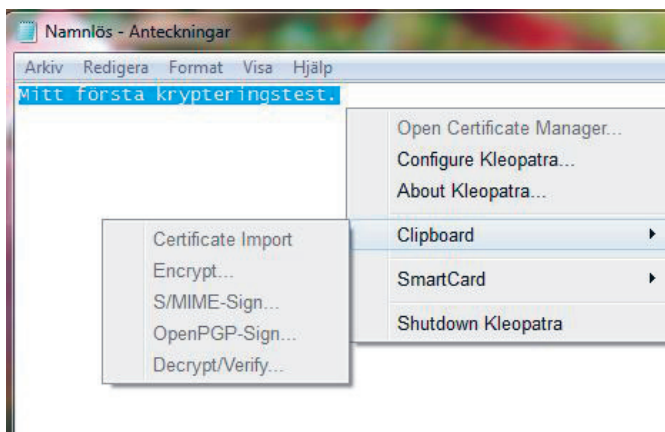 Namnlös - Anteckningar
Arkiv Redigera Format Visa Hjälp
Mitt första krypteringstest.
Open Certificate Manager...
Configure Kleopatra...
About Kleopatra...
Clipboard
SmartCard
Shutdown Kleopatra
Certificate Import
Encrypt...
S/MIME-Sign...
OpenPGP-Sign...
Decrypt/Verify...